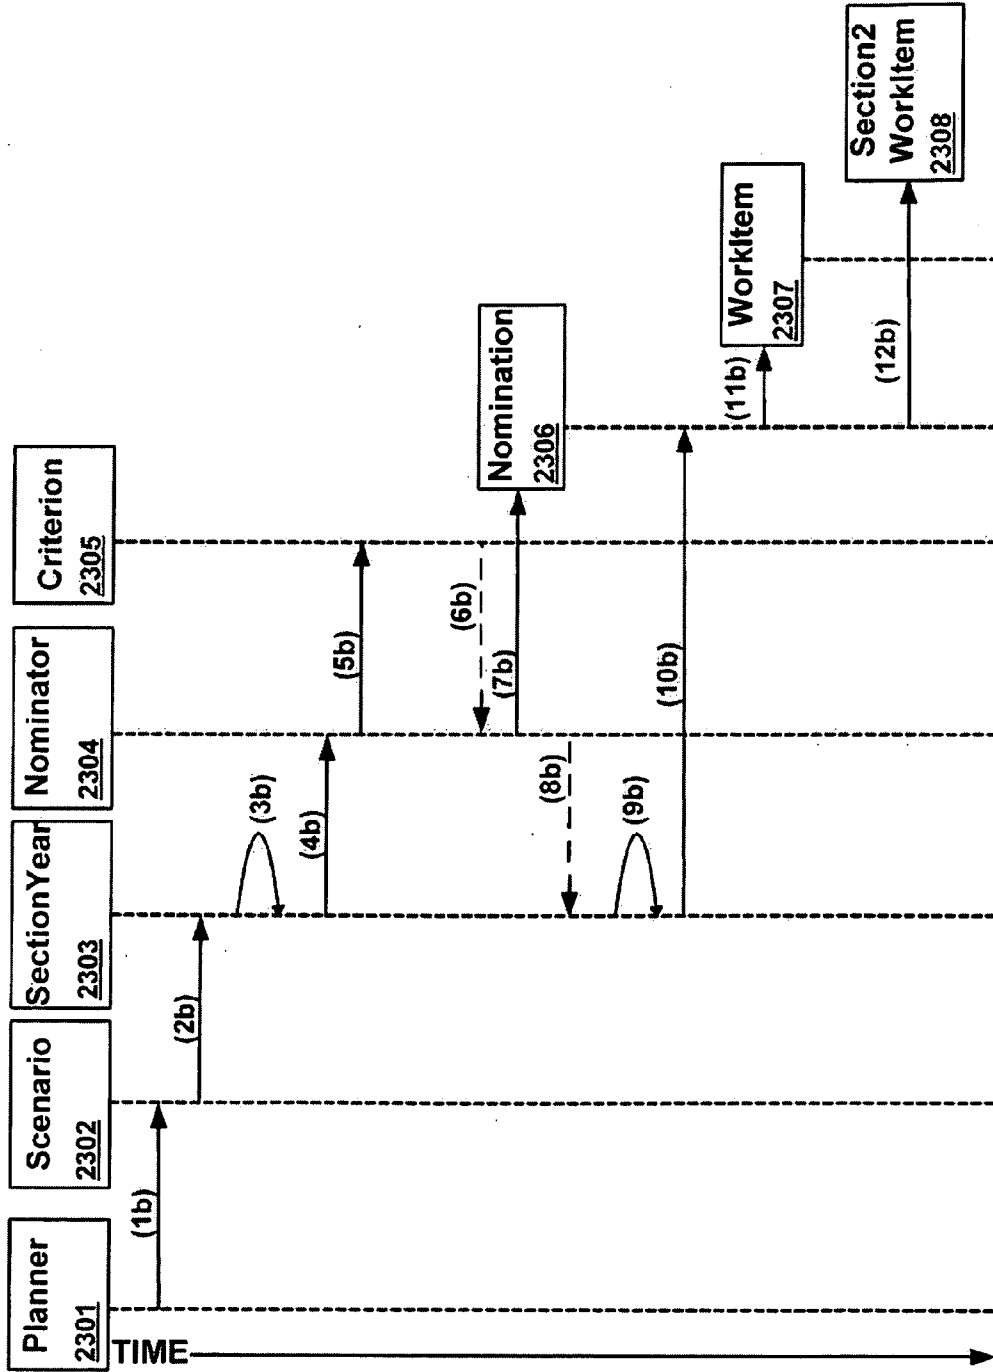 Planner
2301
Scenario
2302
SectionYear
2303
Nominator
2304
Criterion
2305
TIME
(1b)
(2b)
(3b)
(4b)
(5b)
(6b)
(7b)
Nomination
2306
(8b)
(9b)
(10b)
(11b)
WorkItem
2307
(12b)
Section2
WorkItem
2308